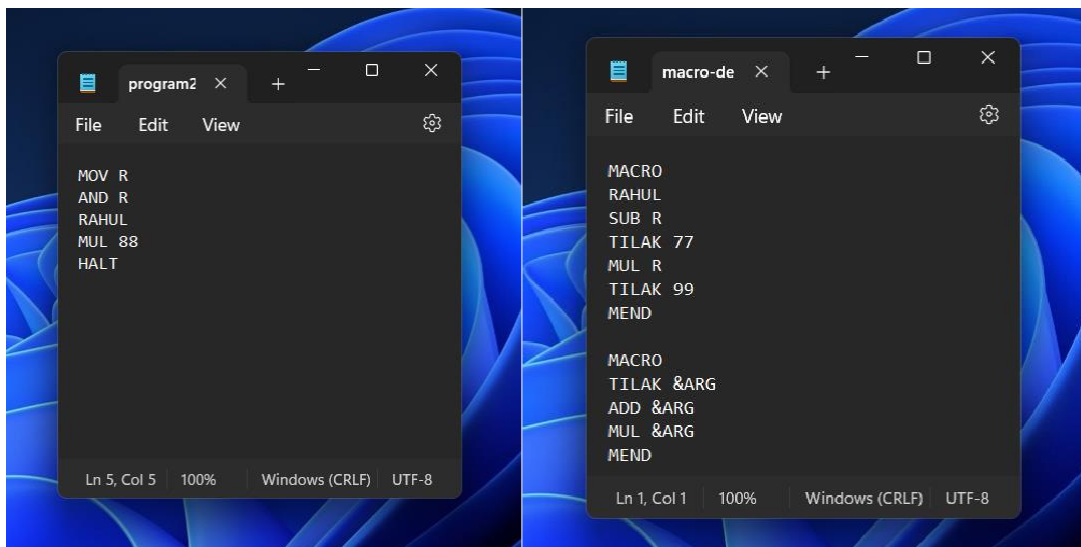 program2
File Edit View
MOV R
AND R
RAHUL
MUL 88
HALT
Ln 5, Col 5 100% Windows (CRLF) UTF-8
macro-de
File Edit View
MACRO
RAHUL
SUB R
TILAK 77
MUL R
TILAK 99
MEND
MACRO
TILAK &ARG
ADD &ARG
MUL &ARG
MEND
Ln 1, Col 1 100% Windows (CRLF) UTF-8